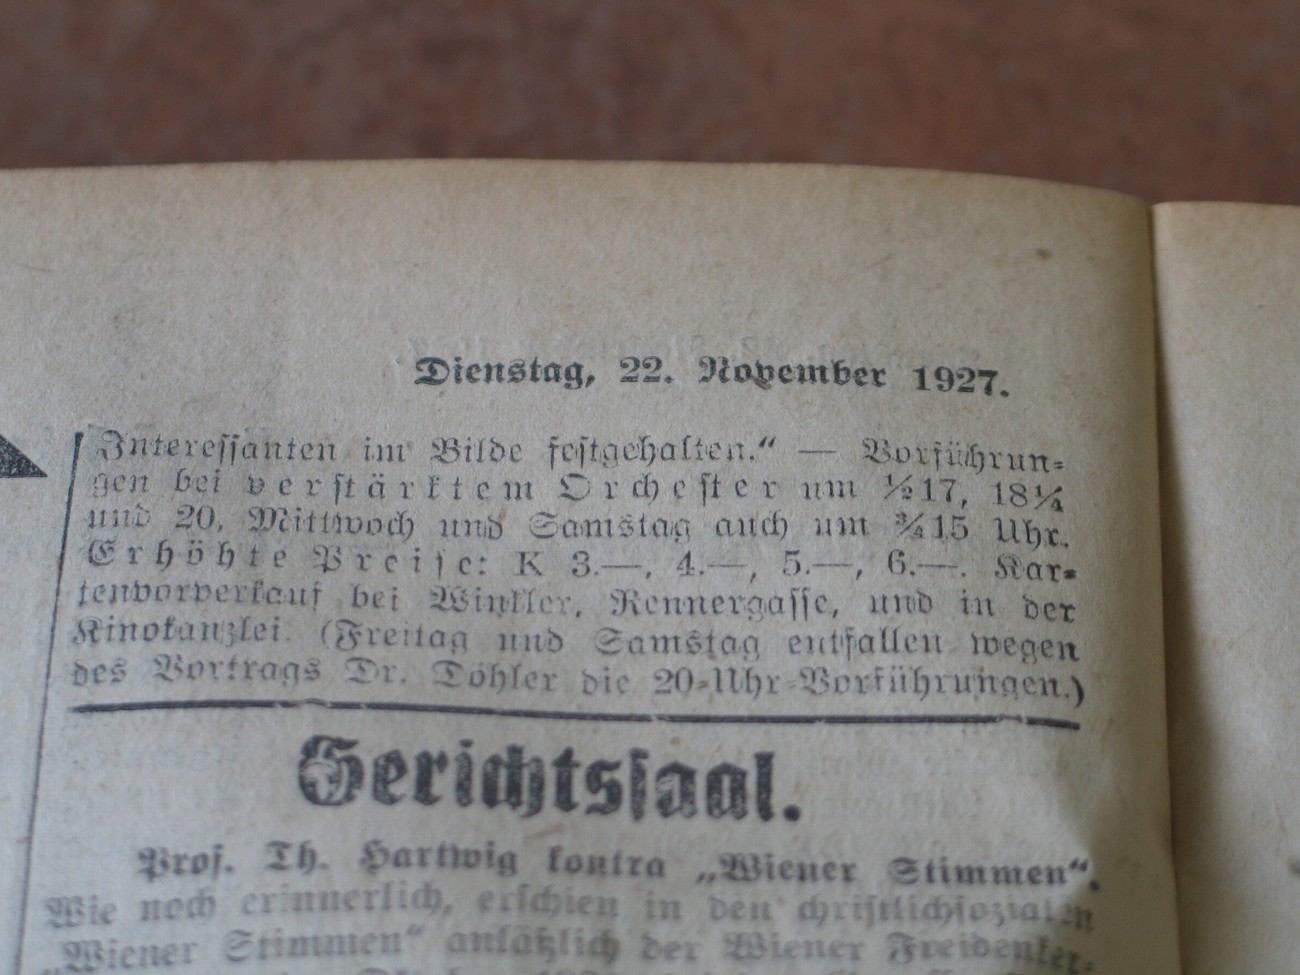 Dienstag, 22. November 1927.
Interessanten im Bilde festgehalten.“ — Vorführun-
gen bei verstärktem Orchester um ½17, 18¼
und 20, Mittwoch und Samstag auch um ¾15 Uhr.
Erhöhte Preise: K 3.—, 4.—, 5.—, 6.—. Kar-
tenvorverkauf bei Winkler, Rennergasse, und in der
Kinokanzlei. (Freitag und Samstag entfallen wegen
des Vortrags Dr. Töhler die 20-Uhr-Vorführungen.)
Gerichtssaal.
Prof. Th. Hartwig kontra „Wiener Stimmen“.
Wie noch erinnerlich, erschien in den christlichsozialen
„Wiener Stimmen“ anläßlich der Wiener Freidenker-